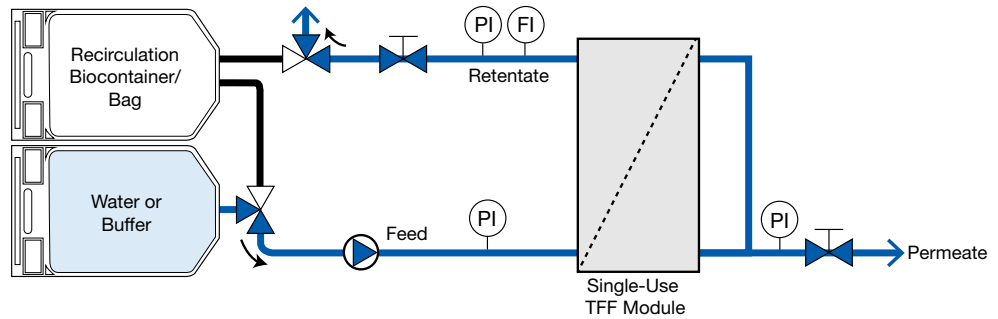 Recirculation
Biocontainer/
Bag
PI
FI
Retentate
Water or
Buffer
Feed
PI
PI
Permeate
Single-Use
TFF Module